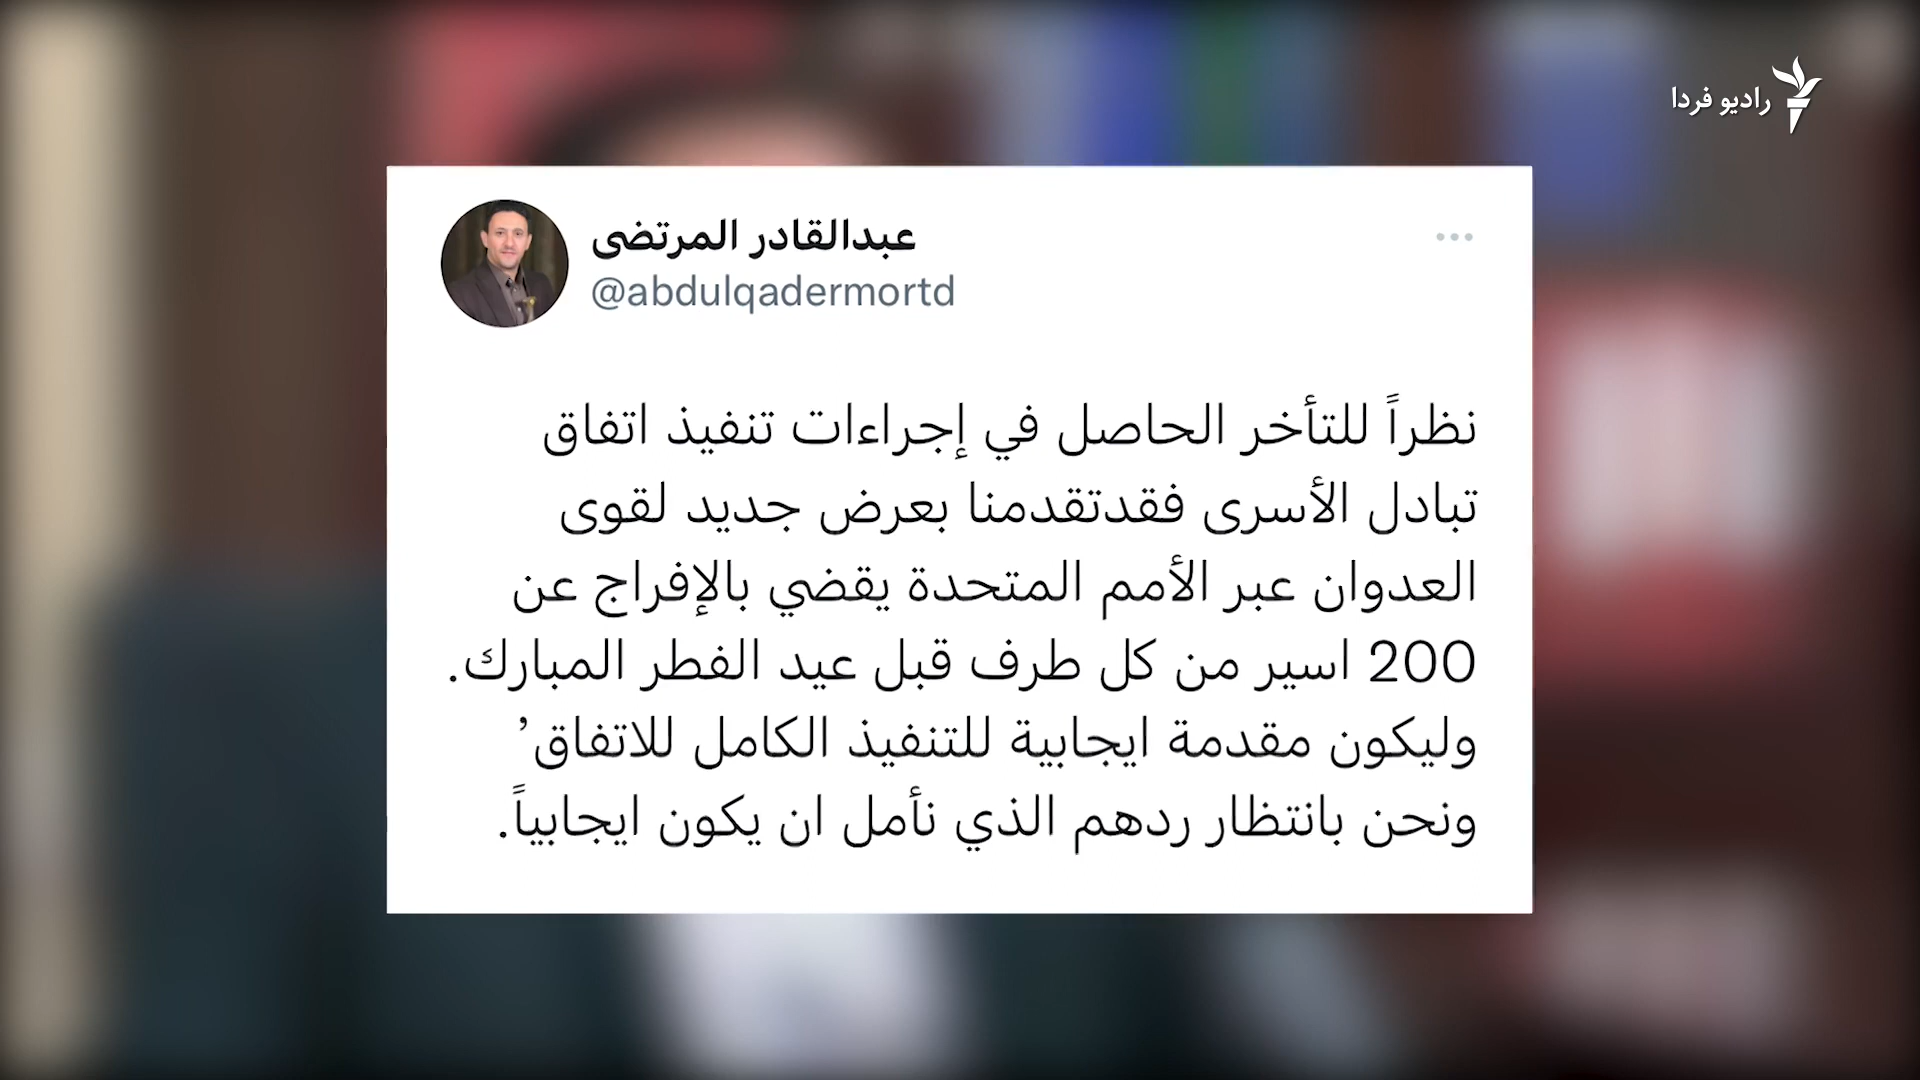 راديو فردا
عبدالقادر المرتضى
@abdulqadermortd
نظراً للتأخر الحاصل في إجراءات تنفيذ اتفاق
تبادل الأسرى فقدتقدمنا بعرض جديد لقوى
العدوان عبر الأمم المتحدة يقضي بالإفراج عن
200 اسير من كل طرف قبل عيد الفطر المبارك.
وليكون مقدمة ايجابية للتنفيذ الكامل للاتفاق’
ونحن بانتظار ردهم الذي نأمل ان يكون ايجابياً.